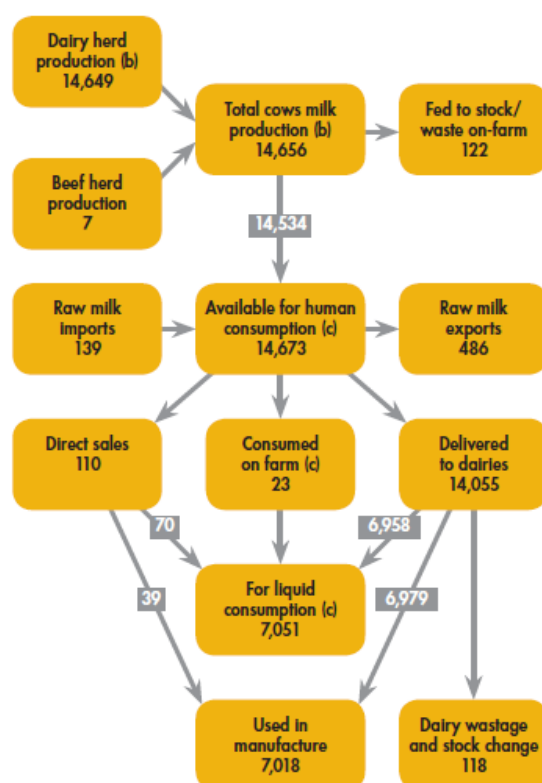 Dairy herd
production (b)
14,649
Total cows milk
production (b)
14,656
Fed to stock/
waste on-farm
122
Beef herd
production
7
14,534
Raw milk
imports
139
Available for human
consumption (c)
14,673
Raw milk
exports
486
Direct sales
110
Consumed
on farm (c)
23
Delivered
to dairies
14,055
70
6,958
39
For liquid
consumption (c)
7,051
6,979
Used in
manufacture
7,018
Dairy wastage
and stock change
118